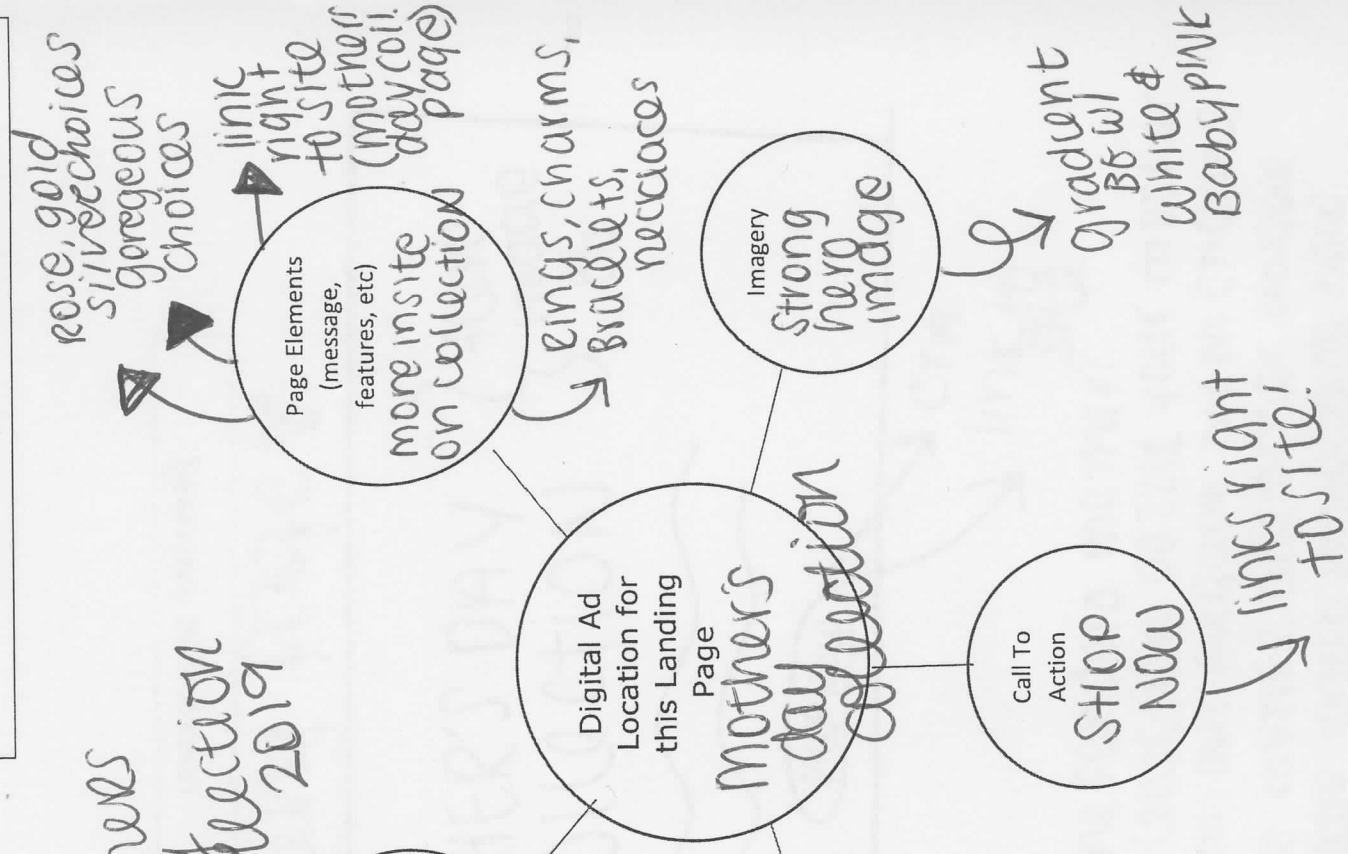 rose, gold
silver choices
goregeous
choices
link
right
to site
(mothers
day coll.
page)
Page Elements
(message,
features, etc)
more insite
on collection
rings, charms,
Bracelets,
necklaces
Imagery
Strong
hero
image
gradient
BG w/
white &
Baby pink
Digital Ad
Location for
this Landing
Page
Mother's
day
collection
Call To
Action
SHOP
NOW
links right
to site!
2019